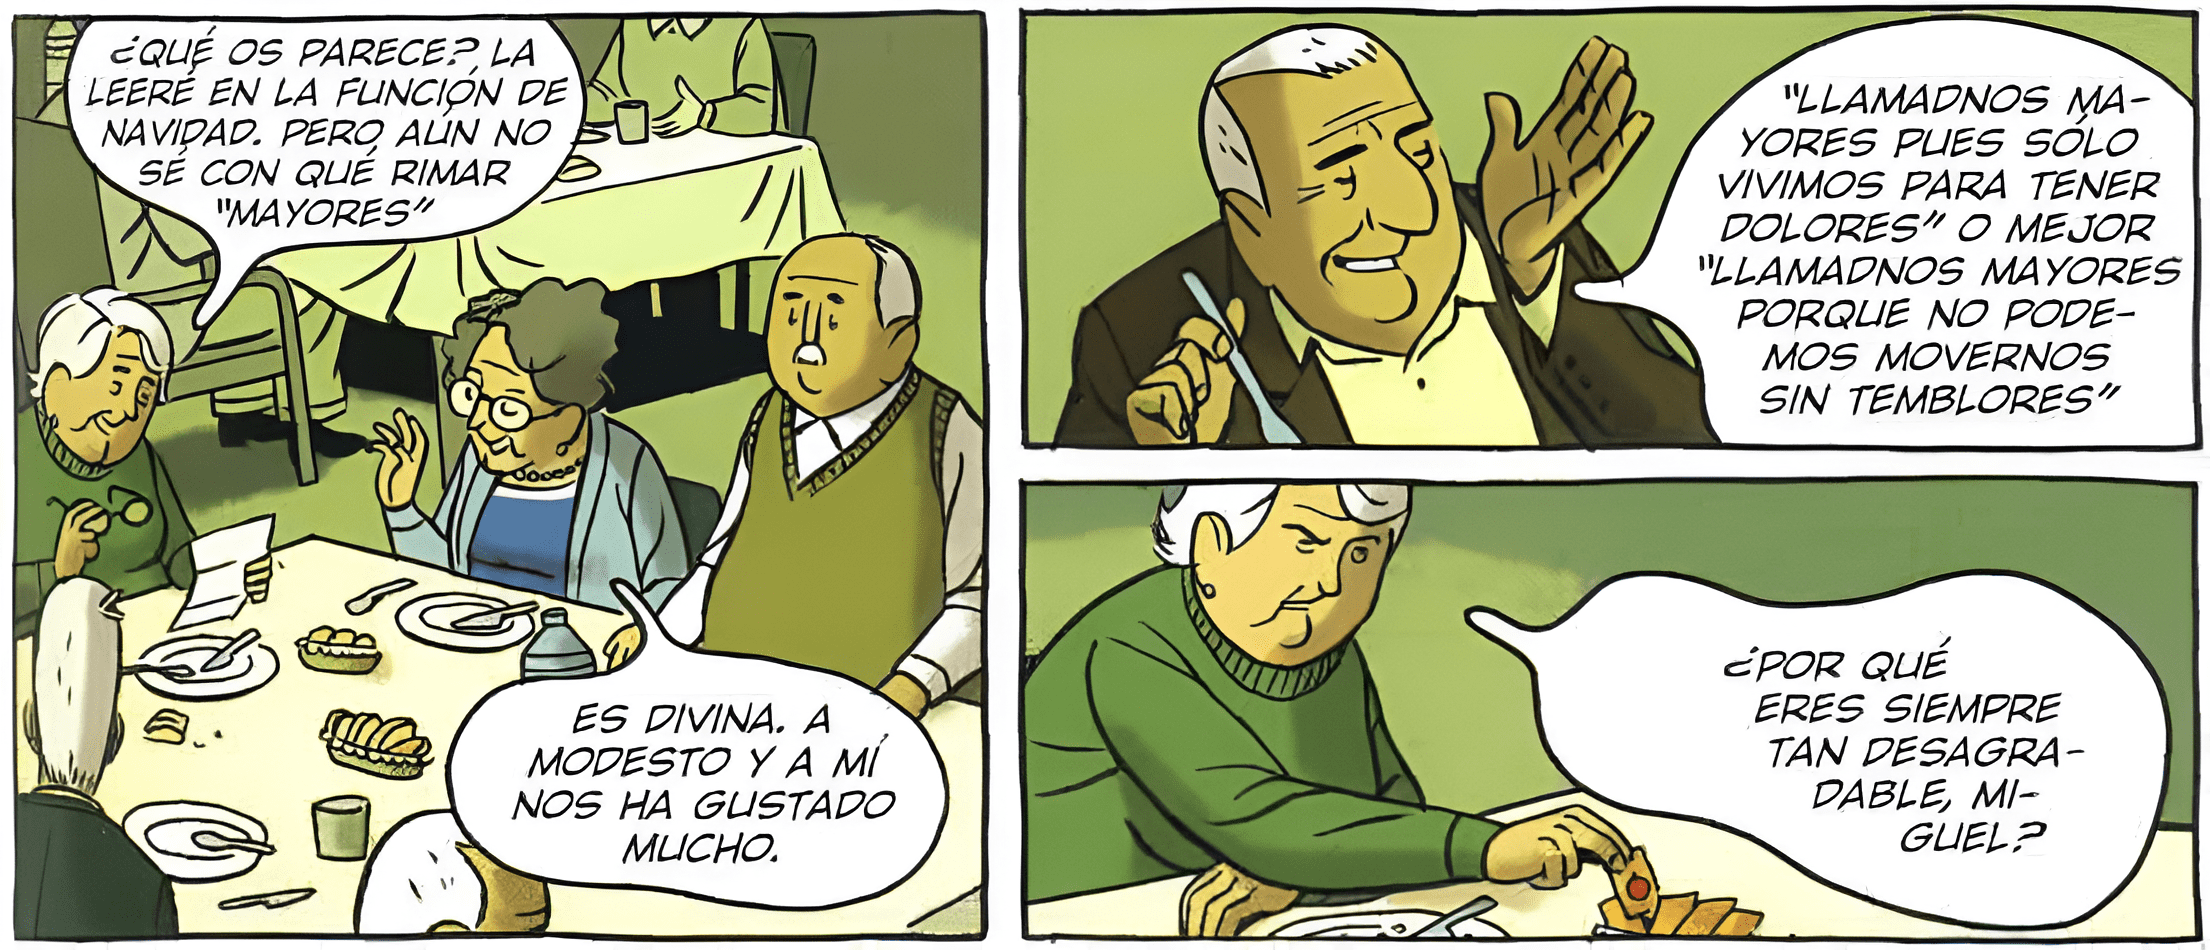 ¿QUÉ OS PARECE? LA
LEERÉ EN LA FUNCIÓN DE
NAVIDAD. PERO AÚN NO
SÉ CON QUÉ RIMAR
"MAYORES"
ES DIVINA. A
MODESTO Y A MÍ
NOS HA GUSTADO
MUCHO.
"LLAMADNOS MA-
YORES PUES SÓLO
VIVIMOS PARA TENER
DOLORES" O MEJOR
"LLAMADNOS MAYORES
PORQUE NO PODE-
MOS MOVERNOS
SIN TEMBLORES"
¿POR QUÉ
ERES SIEMPRE
TAN DESAGRA-
DABLE, MI-
GUEL?